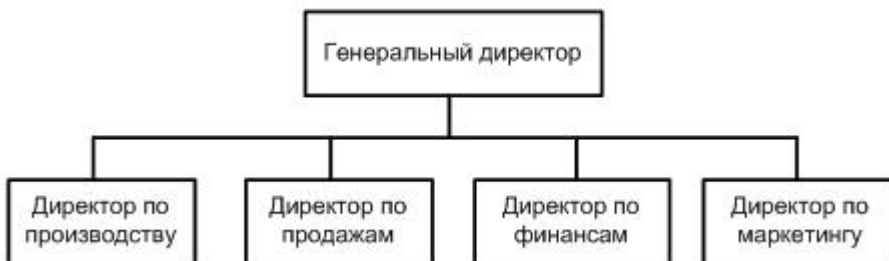 Генеральный директор
Директор по
производству
Директор по
продажам
Директор по
финансам
Директор по
маркетингу